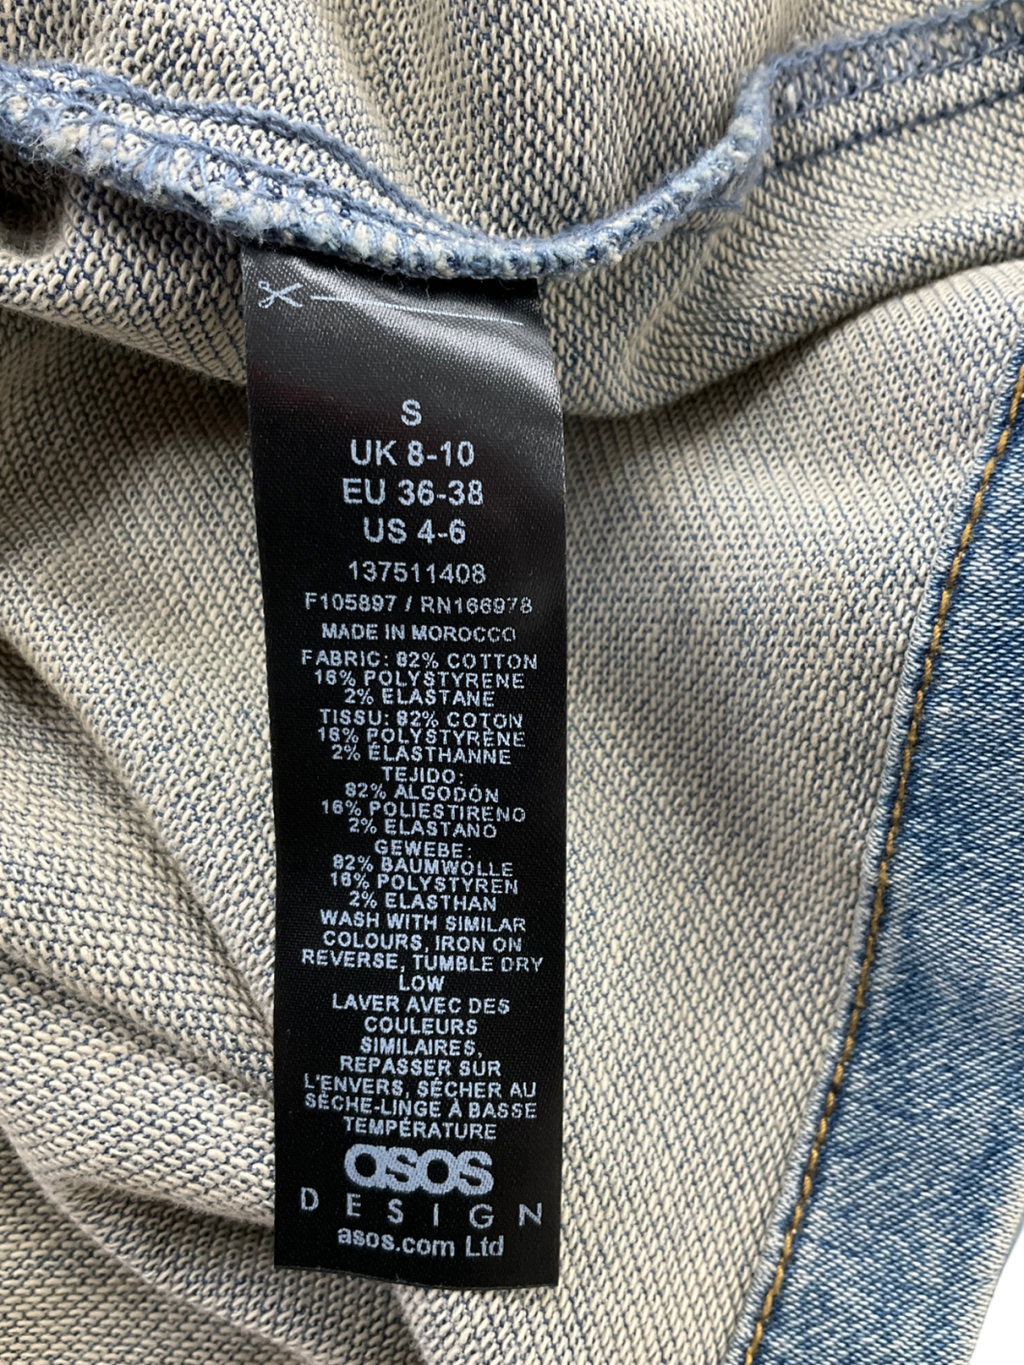 S
UK 8-10
EU 36-38
US 4-6
137511408
F105897 / RN166978
MADE IN MOROCCO
FABRIC: 82% COTTON
16% POLYSTYRENE
2% ELASTANE
TISSU: 82% COTON
16% POLYSTYRÈNE
2% ÉLASTHANNE
TEJIDO:
82% ALGODÓN
16% POLIESTIRENO
2% ELASTANO
GEWEBE:
82% BAUMWOLLE
16% POLYSTYREN
2% ELASTHAN
WASH WITH SIMILAR
COLOURS, IRON ON
REVERSE, TUMBLE DRY
LOW
LAVER AVEC DES
COULEURS
SIMILAIRES,
REPASSER SUR
L'ENVERS, SÉCHER AU
SÈCHE-LINGE À BASSE
TEMPÉRATURE
asos
DESIGN
asos.com Ltd